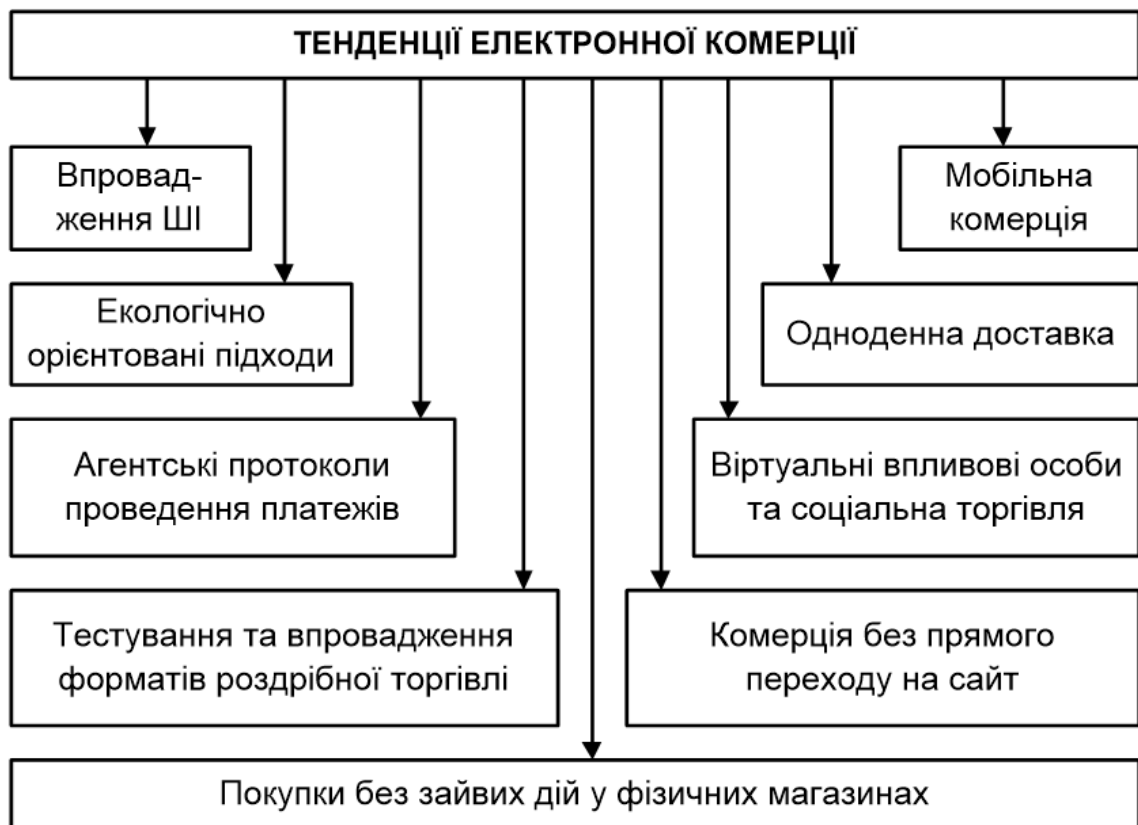 ТЕНДЕНЦІЇ ЕЛЕКТРОННОЇ КОМЕРЦІЇ
Впровад-
ження ШІ
Мобільна
комерція
Екологічно
орієнтовані підходи
Одноденна доставка
Агентські протоколи
проведення платежів
Віртуальні впливові особи
та соціальна торгівля
Тестування та впровадження
форматів роздрібної торгівлі
Комерція без прямого
переходу на сайт
Покупки без зайвих дій у фізичних магазинах